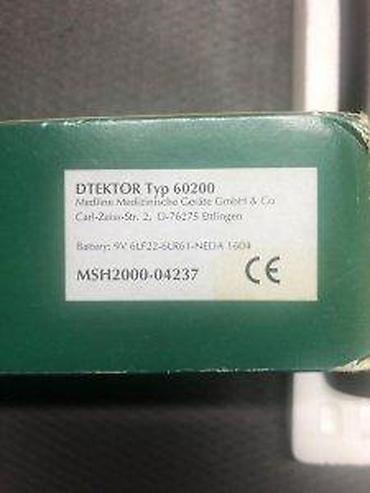 DTEKTOR Typ 60200
Medline Medizinische Geräte GmbH & Co
Carl-Zeiss-Str. 2, D-76275 Ettlingen
Battery: 9V 6LF22-6LR61-NEDA 1604
MSH2000-04237 CE